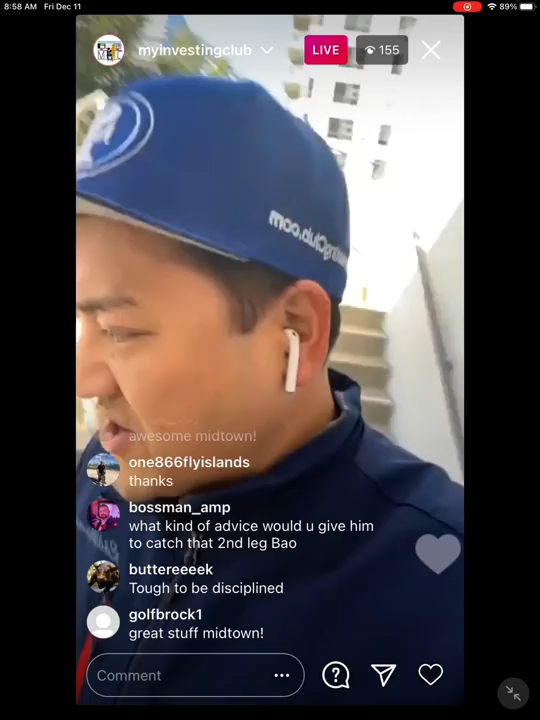 8:58 AM Fri Dec 11
89%
myinvestingclub
LIVE
155
awesome midtown!
one866flyislands
thanks
bossman_amp
what kind of advice would u give him
to catch that 2nd leg Bao
buttereeeek
Tough to be disciplined
golfbrock1
great stuff midtown!
Comment